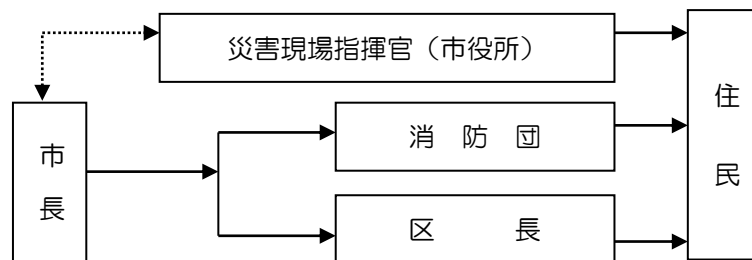 災害現場指揮官（市役所）
市長
消　防　団
区　　　長
住民